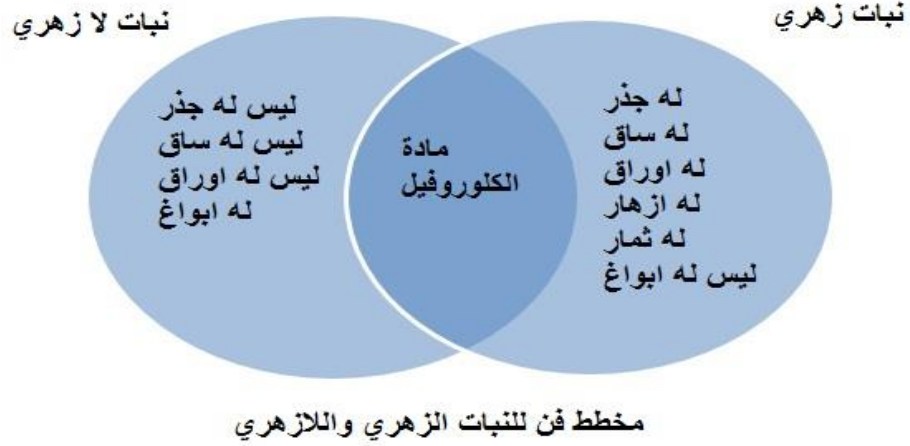 نبات زهري
نبات لا زهري
له جذر
له ساق
له اوراق
له ازهار
له ثمار
ليس له ابواغ
مادة
الكلوروفيل
ليس له جذر
ليس له ساق
ليس له اوراق
له ابواغ
مخطط فن للنبات الزهري واللازهري